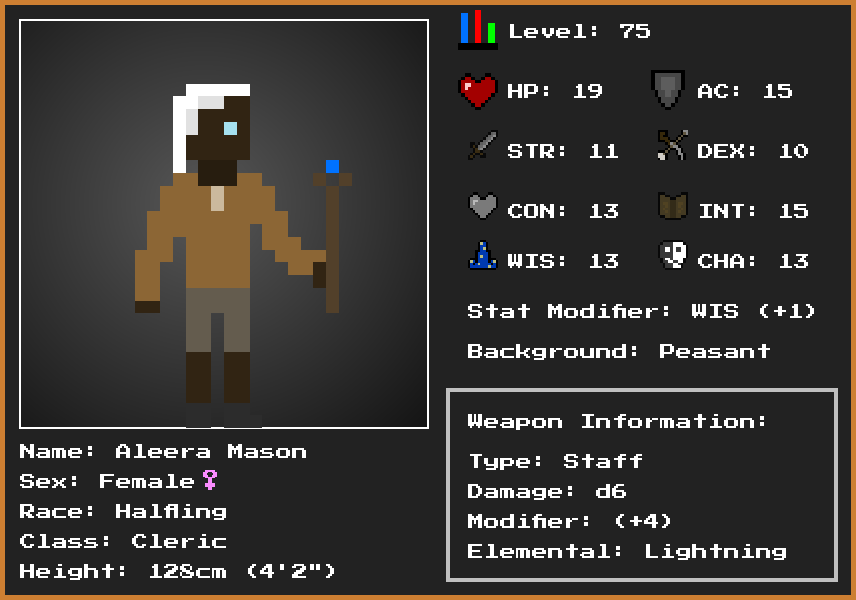 Level: 75
HP: 19
AC: 15
STR: 11
DEX: 10
CON: 13
INT: 15
WIS: 13
CHA: 13
Stat Modifier: WIS (+1)
Background: Peasant
Weapon Information:
Type: Staff
Damage: d6
Modifier: (+4)
Elemental: Lightning
Name: Aleera Mason
Sex: Female♀
Race: Halfling
Class: Cleric
Height: 128cm (4'2")